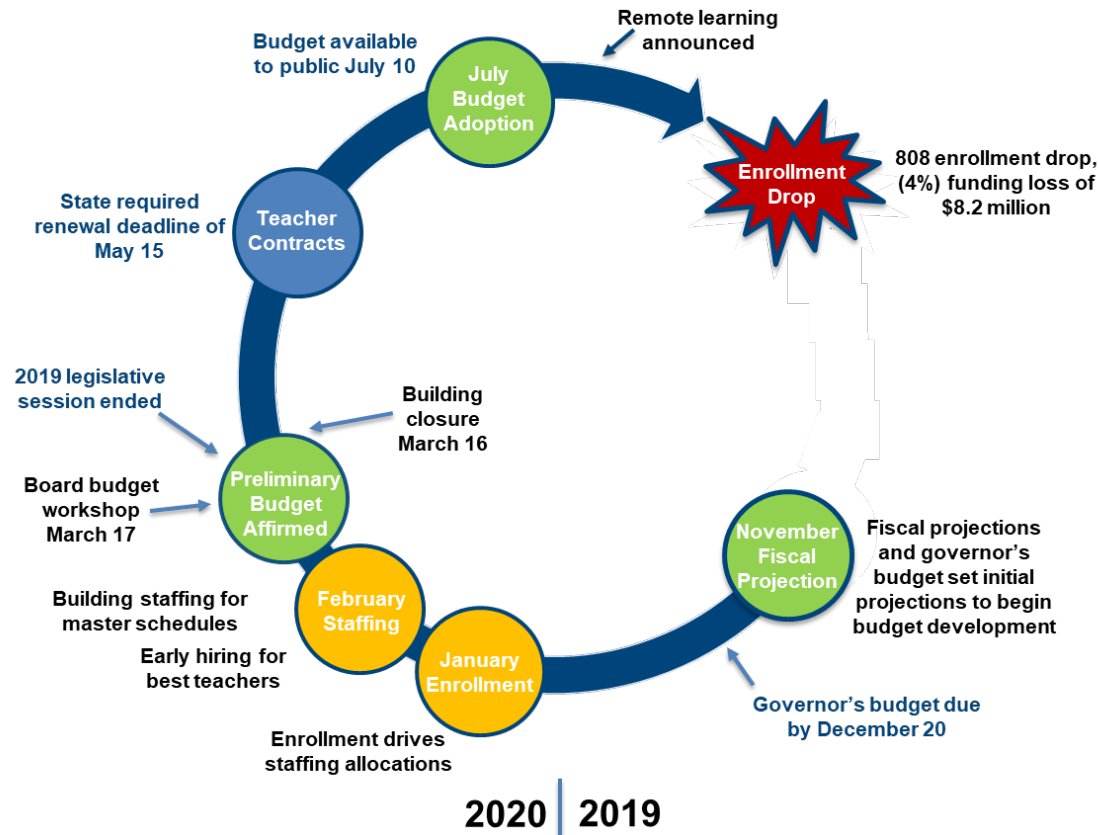 Remote learning
announced
Budget available
to public July 10
July
Budget
Adoption
Enrollment
Drop
808 enrollment drop,
(4%) funding loss of
$8.2 million
State required
renewal deadline of
May 15
Teacher
Contracts
2019 legislative
session ended
Building
closure
March 16
Board budget
workshop
March 17
Preliminary
Budget
Affirmed
November
Fiscal
Projection
Fiscal projections
and governor's
budget set initial
projections to begin
budget development
Building staffing for
master schedules
February
Staffing
Early hiring for
best teachers
January
Enrollment
Governor's budget due
by December 20
Enrollment drives
staffing allocations
2020 | 2019